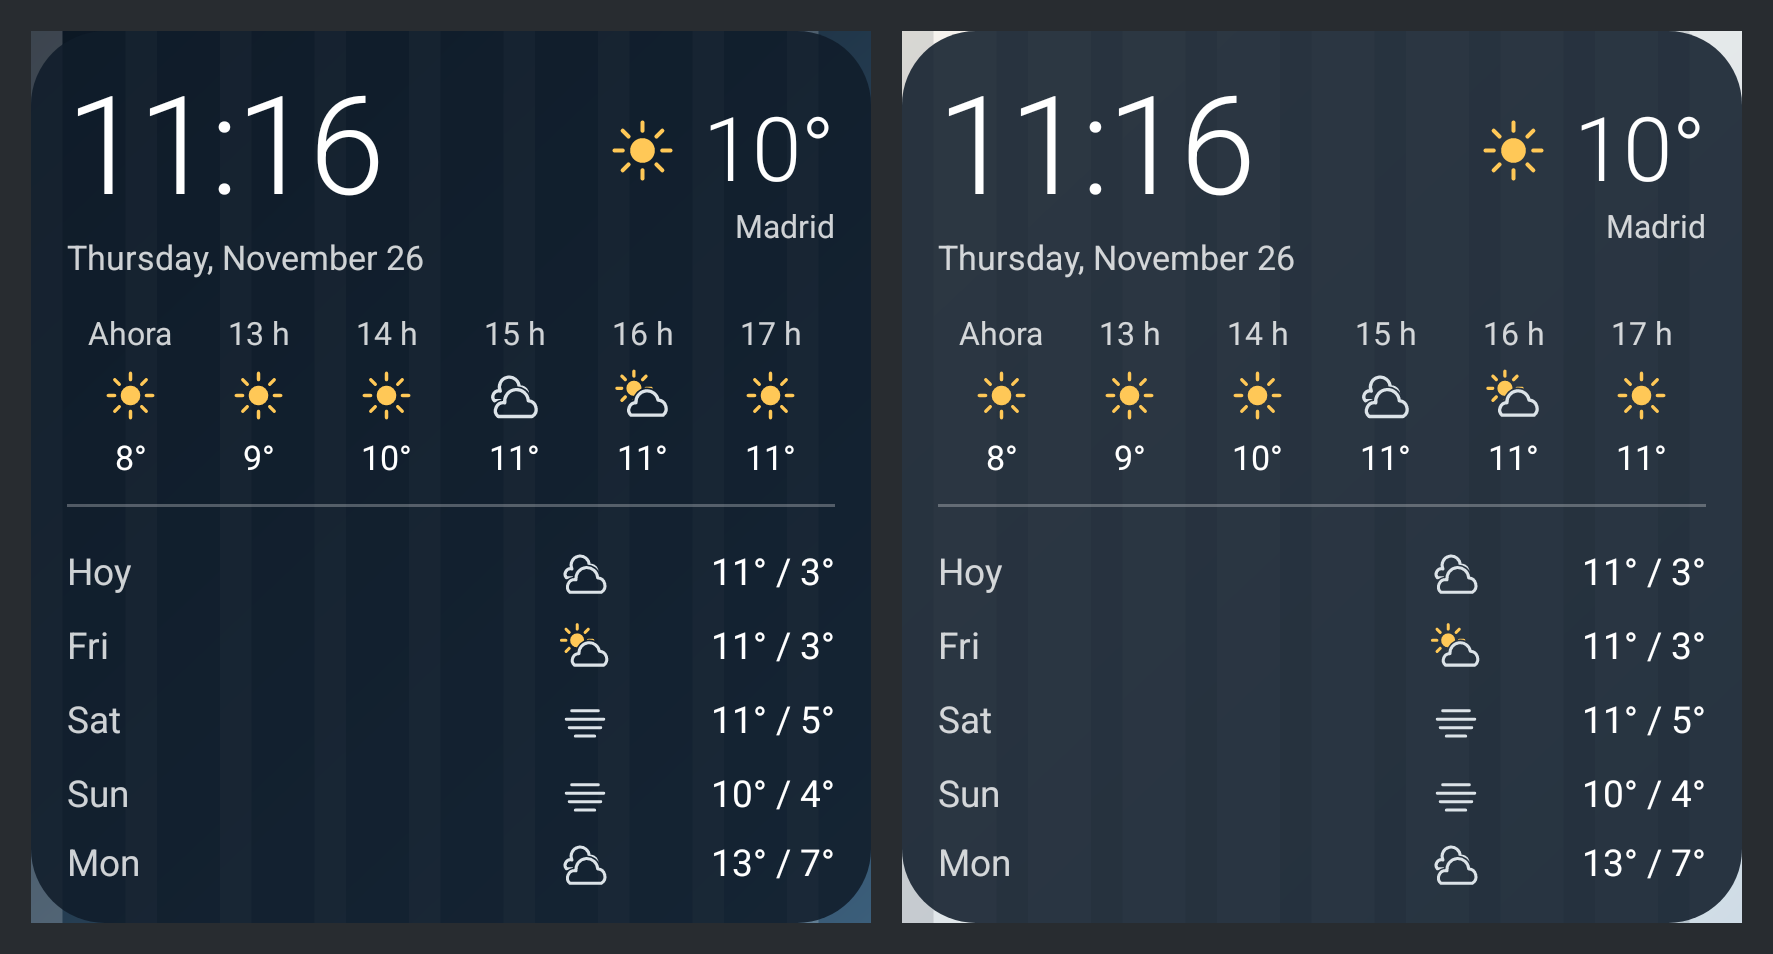 11:16
10°
Madrid
Thursday, November 26
Ahora 13 h 14 h 15 h 16 h 17 h
8° 9° 10° 11° 11° 11°
Hoy 11° / 3°
Fri 11° / 3°
Sat 11° / 5°
Sun 10° / 4°
Mon 13° / 7°
11:16
10°
Madrid
Thursday, November 26
Ahora 13 h 14 h 15 h 16 h 17 h
8° 9° 10° 11° 11° 11°
Hoy 11° / 3°
Fri 11° / 3°
Sat 11° / 5°
Sun 10° / 4°
Mon 13° / 7°